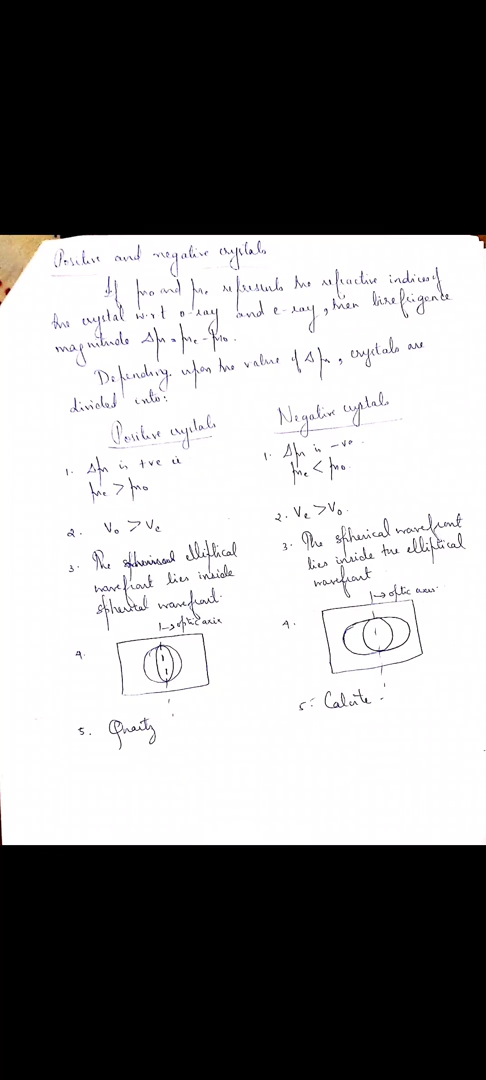 Positive and negative crystals
If μo and μe represents the refractive indices of
the crystal w.r.t o-ray and e-ray, then birefrigence
magnitude Δμ = μe - μo.
Depending upon the value of Δμ, crystals are
divided into:
Positive crystals
1. Δμ is +ve ie
μe > μo
2. Vo > Ve
3. The elliptical
wavefront lies inside
spherical wavefront.
→ optic axis
4.
5. Quartz
Negative crystals
1. Δμ is -ve
μe < μo.
2. Ve > Vo.
3. The spherical wavefront
lies inside the elliptical
wavefront
→ optic axis
4.
5. Calcite.